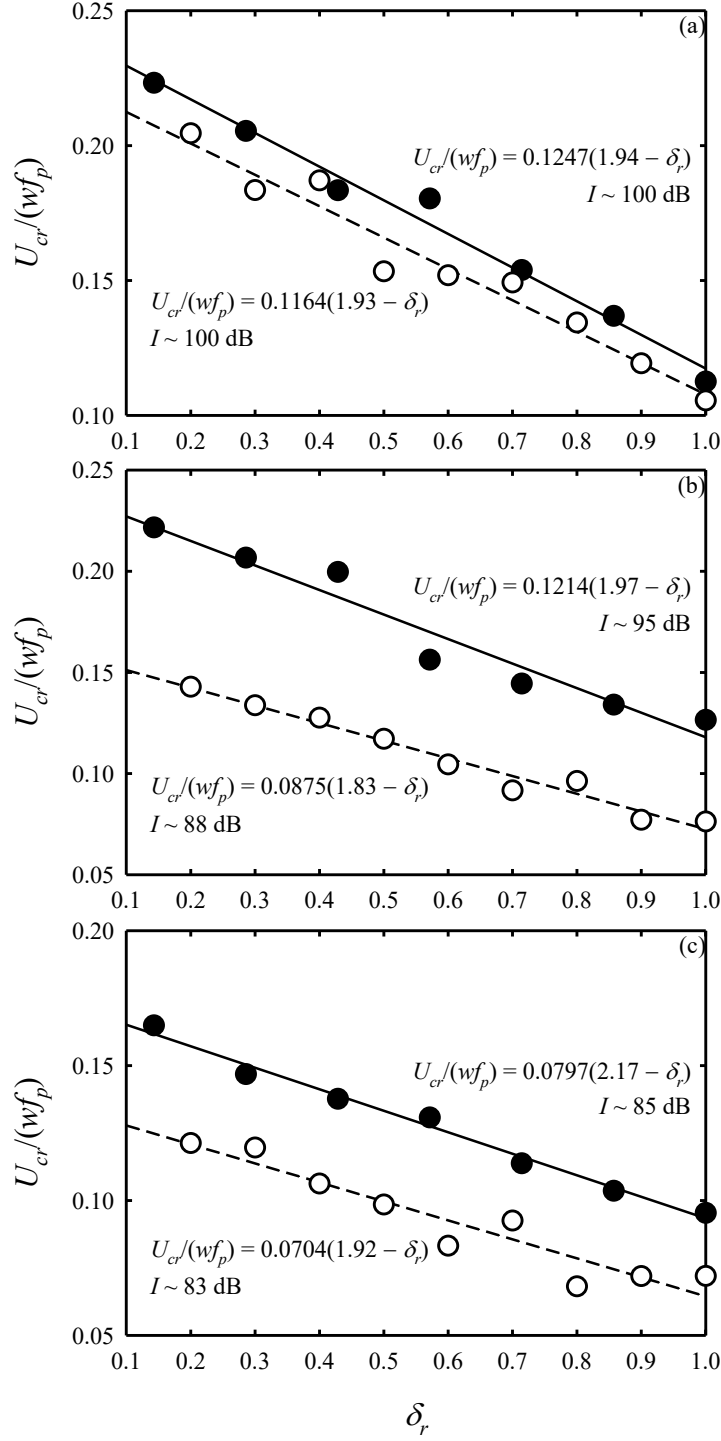 (a)
0.25
0.20
0.15
0.10
U_cr/(wf_p)
U_cr/(wf_p) = 0.1247(1.94 – δ_r)
I ~ 100 dB
U_cr/(wf_p) = 0.1164(1.93 – δ_r)
I ~ 100 dB
0.1 0.2 0.3 0.4 0.5 0.6 0.7 0.8 0.9 1.0
(b)
0.25
0.20
0.15
0.10
0.05
U_cr/(wf_p)
U_cr/(wf_p) = 0.1214(1.97 – δ_r)
I ~ 95 dB
U_cr/(wf_p) = 0.0875(1.83 – δ_r)
I ~ 88 dB
0.1 0.2 0.3 0.4 0.5 0.6 0.7 0.8 0.9 1.0
(c)
0.20
0.15
0.10
0.05
U_cr/(wf_p)
U_cr/(wf_p) = 0.0797(2.17 – δ_r)
I ~ 85 dB
U_cr/(wf_p) = 0.0704(1.92 – δ_r)
I ~ 83 dB
0.1 0.2 0.3 0.4 0.5 0.6 0.7 0.8 0.9 1.0
δ_r